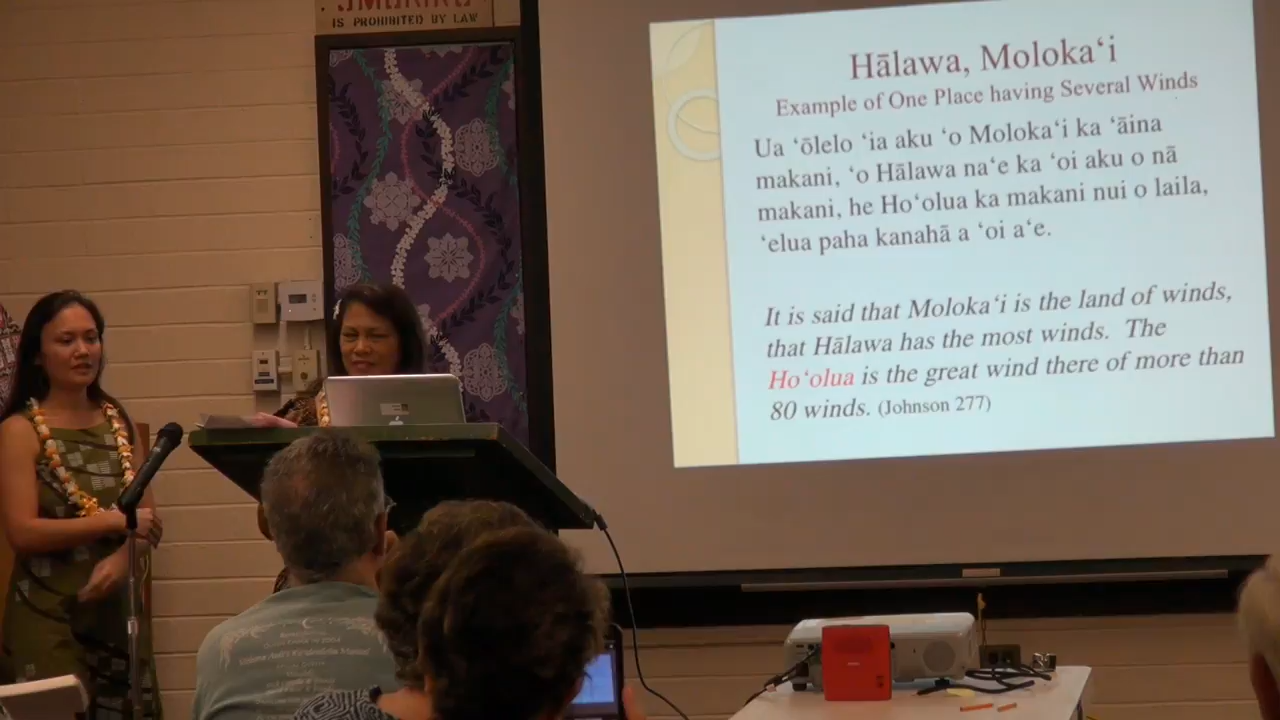 SMOKING
IS PROHIBITED BY LAW
Hālawa, Molokaʻi
Example of One Place having Several Winds
Ua ʻōlelo ʻia aku ʻo Molokaʻi ka ʻāina
makani, ʻo Hālawa naʻe ka ʻoi aku o nā
makani, he Hoʻolua ka makani nui o laila,
ʻelua paha kanahā a ʻoi aʻe.
It is said that Molokaʻi is the land of winds,
that Hālawa has the most winds. The
Hoʻolua is the great wind there of more than
80 winds. (Johnson 277)